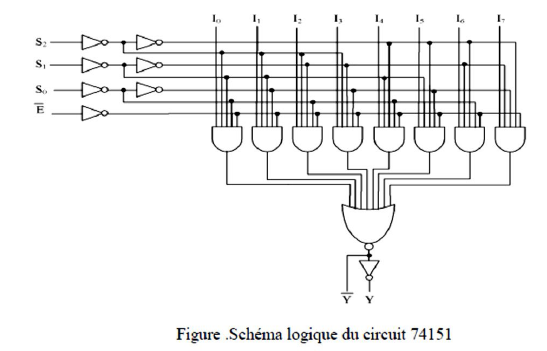 I₀ I₁ I₂ I₃ I₄ I₅ I₆ I₇
S₂
S₁
S₀
E̅
Y̅ Y
Figure .Schéma logique du circuit 74151